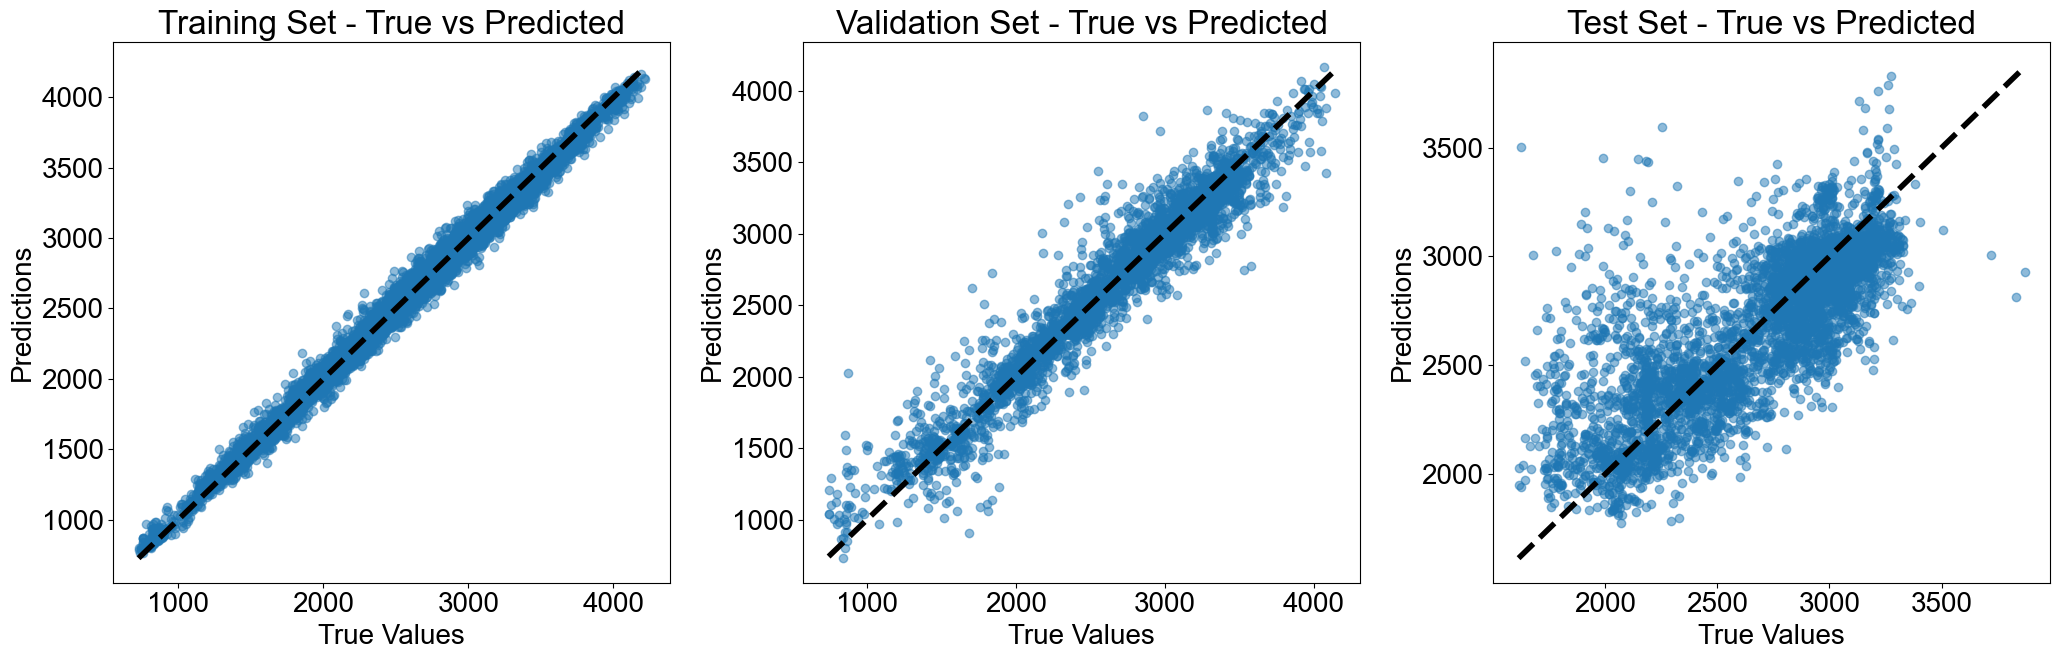 Training Set - True vs Predicted
Predictions
4000
3500
3000
2500
2000
1500
1000
1000 2000 3000 4000
True Values
Validation Set - True vs Predicted
Predictions
4000
3500
3000
2500
2000
1500
1000
1000 2000 3000 4000
True Values
Test Set - True vs Predicted
Predictions
3500
3000
2500
2000
2000 2500 3000 3500
True Values